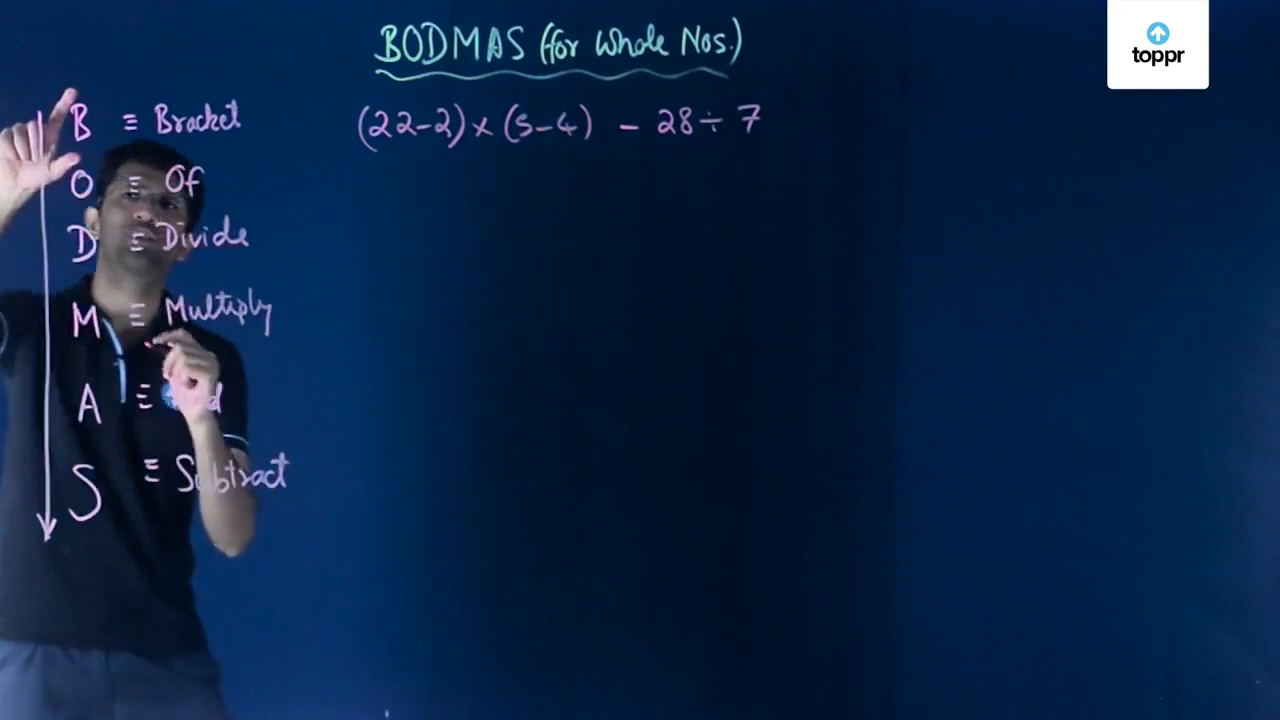 BODMAS (for Whole Nos.)
toppr
B ≡ Bracket
(22-2) × (5-4) - 28 ÷ 7
O ≡ Of
D ≡ Divide
M ≡ Multiply
A ≡
S ≡ Subtract